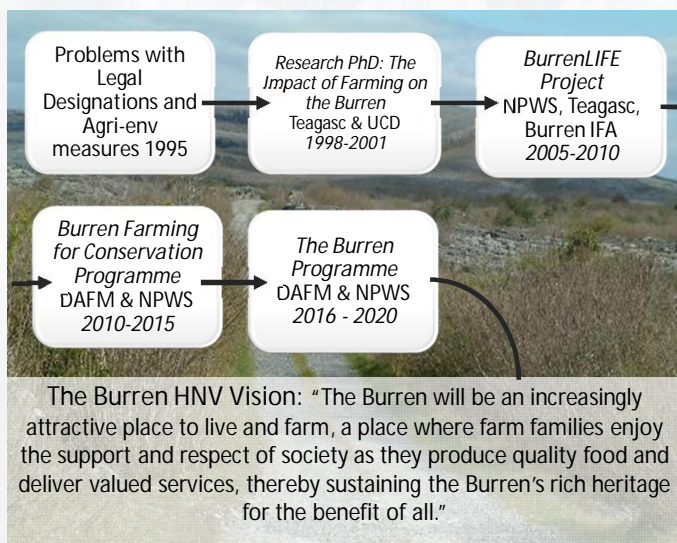 Problems with
Legal
Designations and
Agri-env
measures 1995
Research PhD: The
Impact of Farming on
the Burren
Teagasc & UCD
1998-2001
BurrenLIFE
Project
NPWS, Teagasc,
Burren IFA
2005-2010
Burren Farming
for Conservation
Programme
DAFM & NPWS
2010-2015
The Burren
Programme
DAFM & NPWS
2016 - 2020
The Burren HNV Vision: “The Burren will be an increasingly
attractive place to live and farm, a place where farm families enjoy
the support and respect of society as they produce quality food and
deliver valued services, thereby sustaining the Burren’s rich heritage
for the benefit of all.”